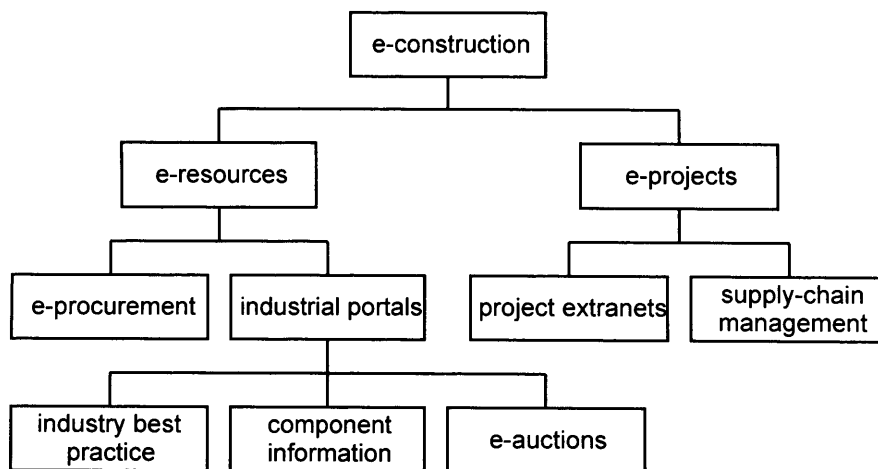 e-construction
e-resources
e-projects
e-procurement
industrial portals
project extranets
supply-chain
management
industry best
practice
component
information
e-auctions